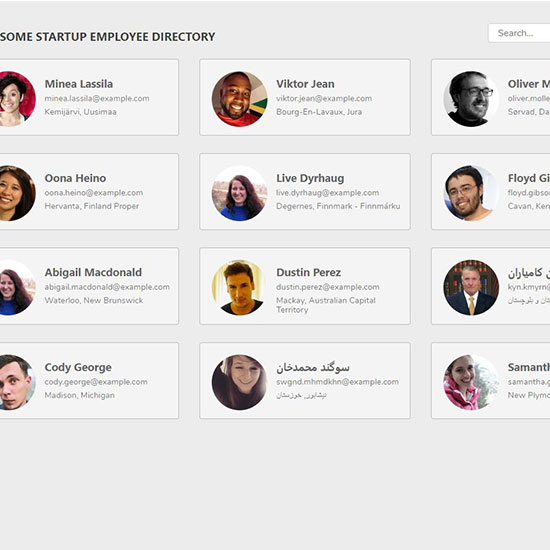 SOME STARTUP EMPLOYEE DIRECTORY
Search...
Minea Lassila
minea.lassila@example.com
Kemijärvi, Uusimaa
Viktor Jean
viktor.jean@example.com
Bourg-En-Lavaux, Jura
Oliver M
oliver.molle
Sørvad, Da
Oona Heino
oona.heino@example.com
Hervanta, Finland Proper
Live Dyrhaug
live.dyrhaug@example.com
Degernes, Finnmark - Finnmárku
Floyd Gi
floyd.gibso
Cavan, Kerr
Abigail Macdonald
abigail.macdonald@example.com
Waterloo, New Brunswick
Dustin Perez
dustin.perez@example.com
Mackay, Australian Capital
Territory
ن کامیاران
kyn.kmyrn@
ن و بلوچستان
Cody George
cody.george@example.com
Madison, Michigan
سوگند محمدخان
swgnd.mhmdkhn@example.com
نیشابور, خوزستان
Samanth
samantha.g
New Plymo